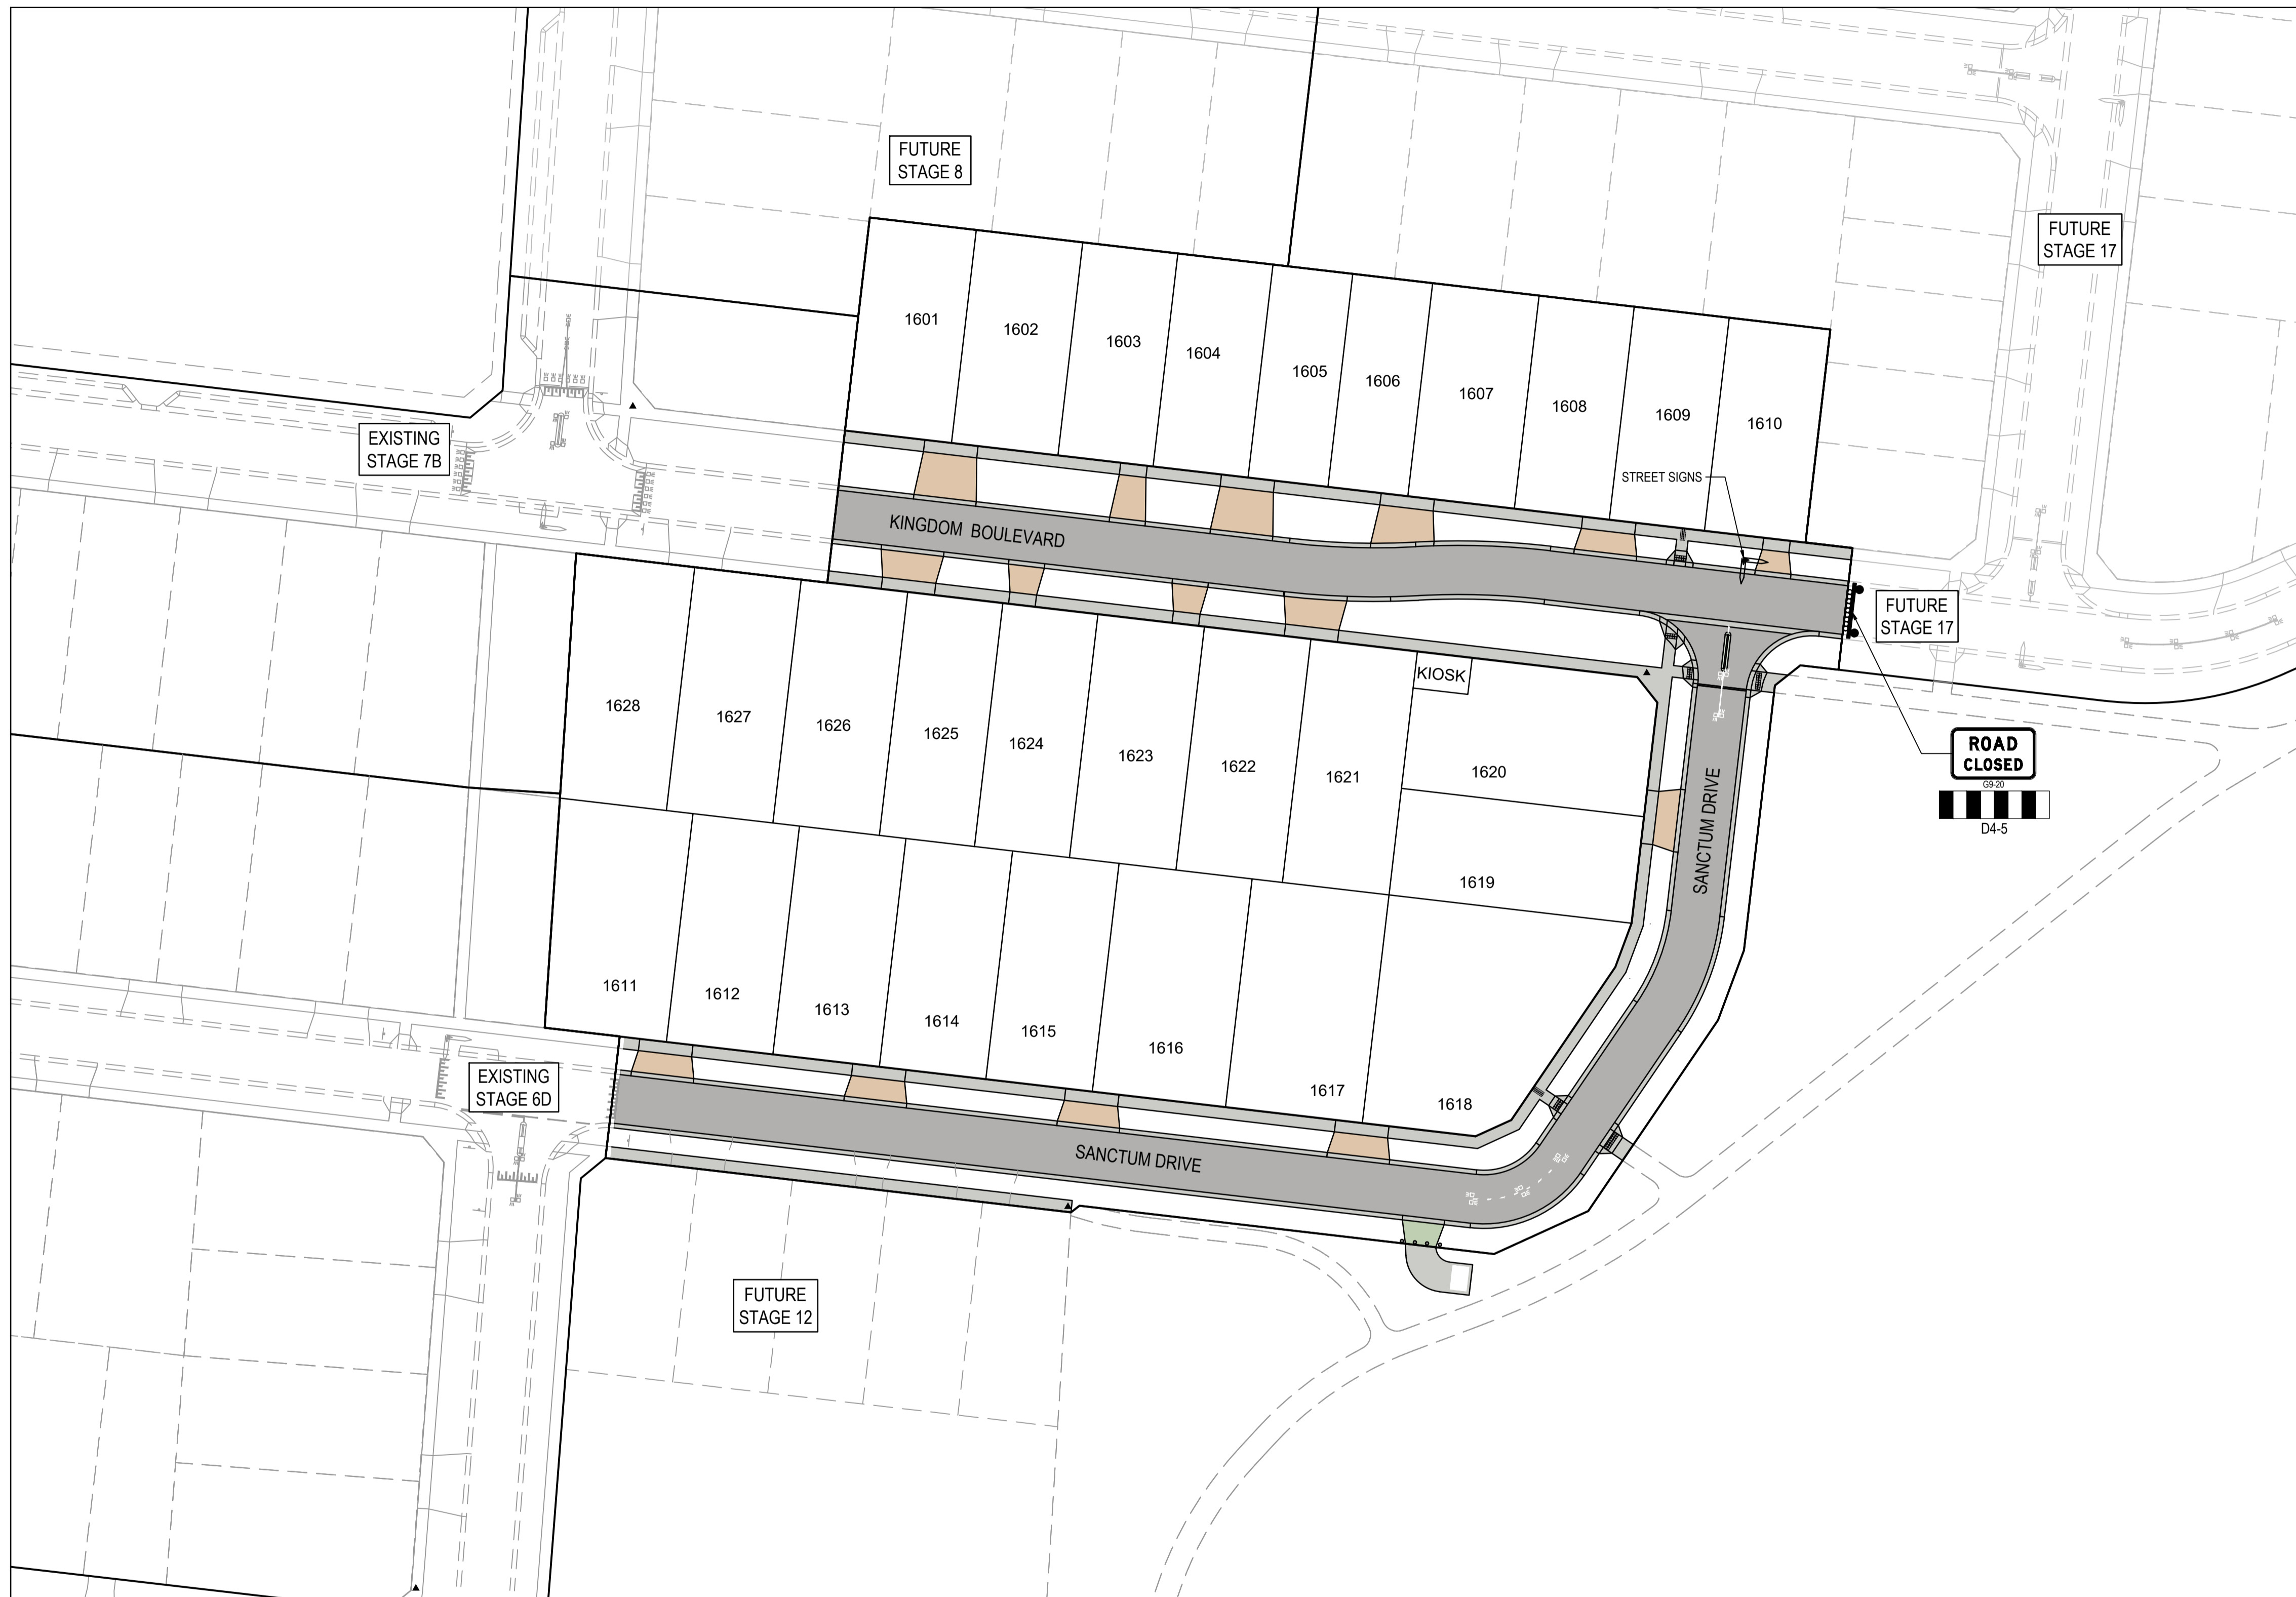 FUTURE
STAGE 8
FUTURE
STAGE 17
1601
1602
1603
1604
1605
1606
1607
1608
1609
1610
EXISTING
STAGE 7B
STREET SIGNS
KINGDOM BOULEVARD
FUTURE
STAGE 17
KIOSK
1628
1627
1626
1625
1624
1623
1622
1621
1620
ROAD
CLOSED
G9-20
D4-5
SANCTUM DRIVE
1619
1611
1612
1613
1614
1615
1616
1617
1618
EXISTING
STAGE 6D
SANCTUM DRIVE
FUTURE
STAGE 12